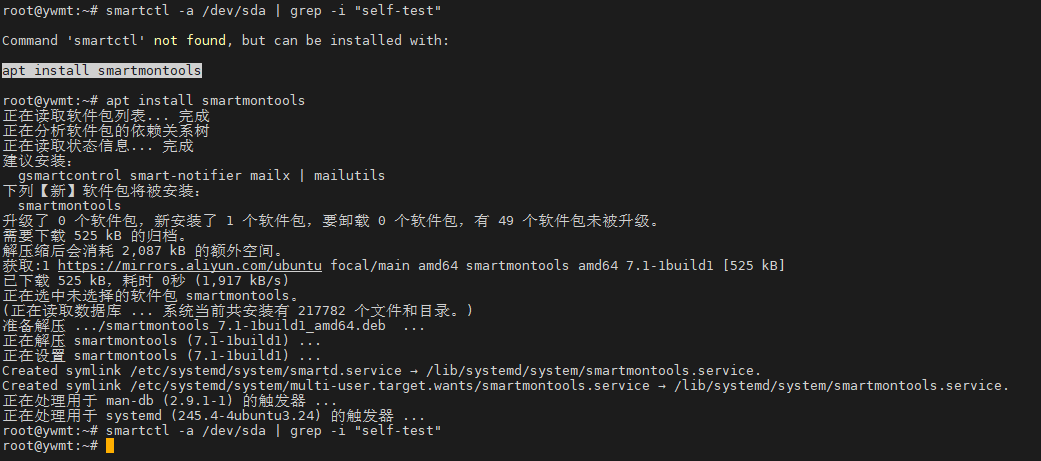 root@ywmt:~# smartctl -a /dev/sda | grep -i "self-test"
Command 'smartctl' not found, but can be installed with:
apt install smartmontools
root@ywmt:~# apt install smartmontools
正在读取软件包列表... 完成
正在分析软件包的依赖关系树
正在读取状态信息... 完成
建议安装：
gsmartcontrol smart-notifier mailx | mailutils
下列【新】软件包将被安装：
smartmontools
升级了 0 个软件包，新安装了 1 个软件包，要卸载 0 个软件包，有 49 个软件包未被升级。
需要下载 525 kB 的归档。
解压缩后会消耗 2,087 kB 的额外空间。
获取:1 https://mirrors.aliyun.com/ubuntu focal/main amd64 smartmontools amd64 7.1-1build1 [525 kB]
已下载 525 kB，耗时 0秒 (1,917 kB/s)
正在选中未选择的软件包 smartmontools。
(正在读取数据库 ... 系统当前共安装有 217782 个文件和目录。)
准备解压 .../smartmontools_7.1-1build1_amd64.deb  ...
正在解压 smartmontools (7.1-1build1) ...
正在设置 smartmontools (7.1-1build1) ...
Created symlink /etc/systemd/system/smartd.service → /lib/systemd/system/smartmontools.service.
Created symlink /etc/systemd/system/multi-user.target.wants/smartmontools.service → /lib/systemd/system/smartmontools.service.
正在处理用于 man-db (2.9.1-1) 的触发器 ...
正在处理用于 systemd (245.4-4ubuntu3.24) 的触发器 ...
root@ywmt:~# smartctl -a /dev/sda | grep -i "self-test"
root@ywmt:~#